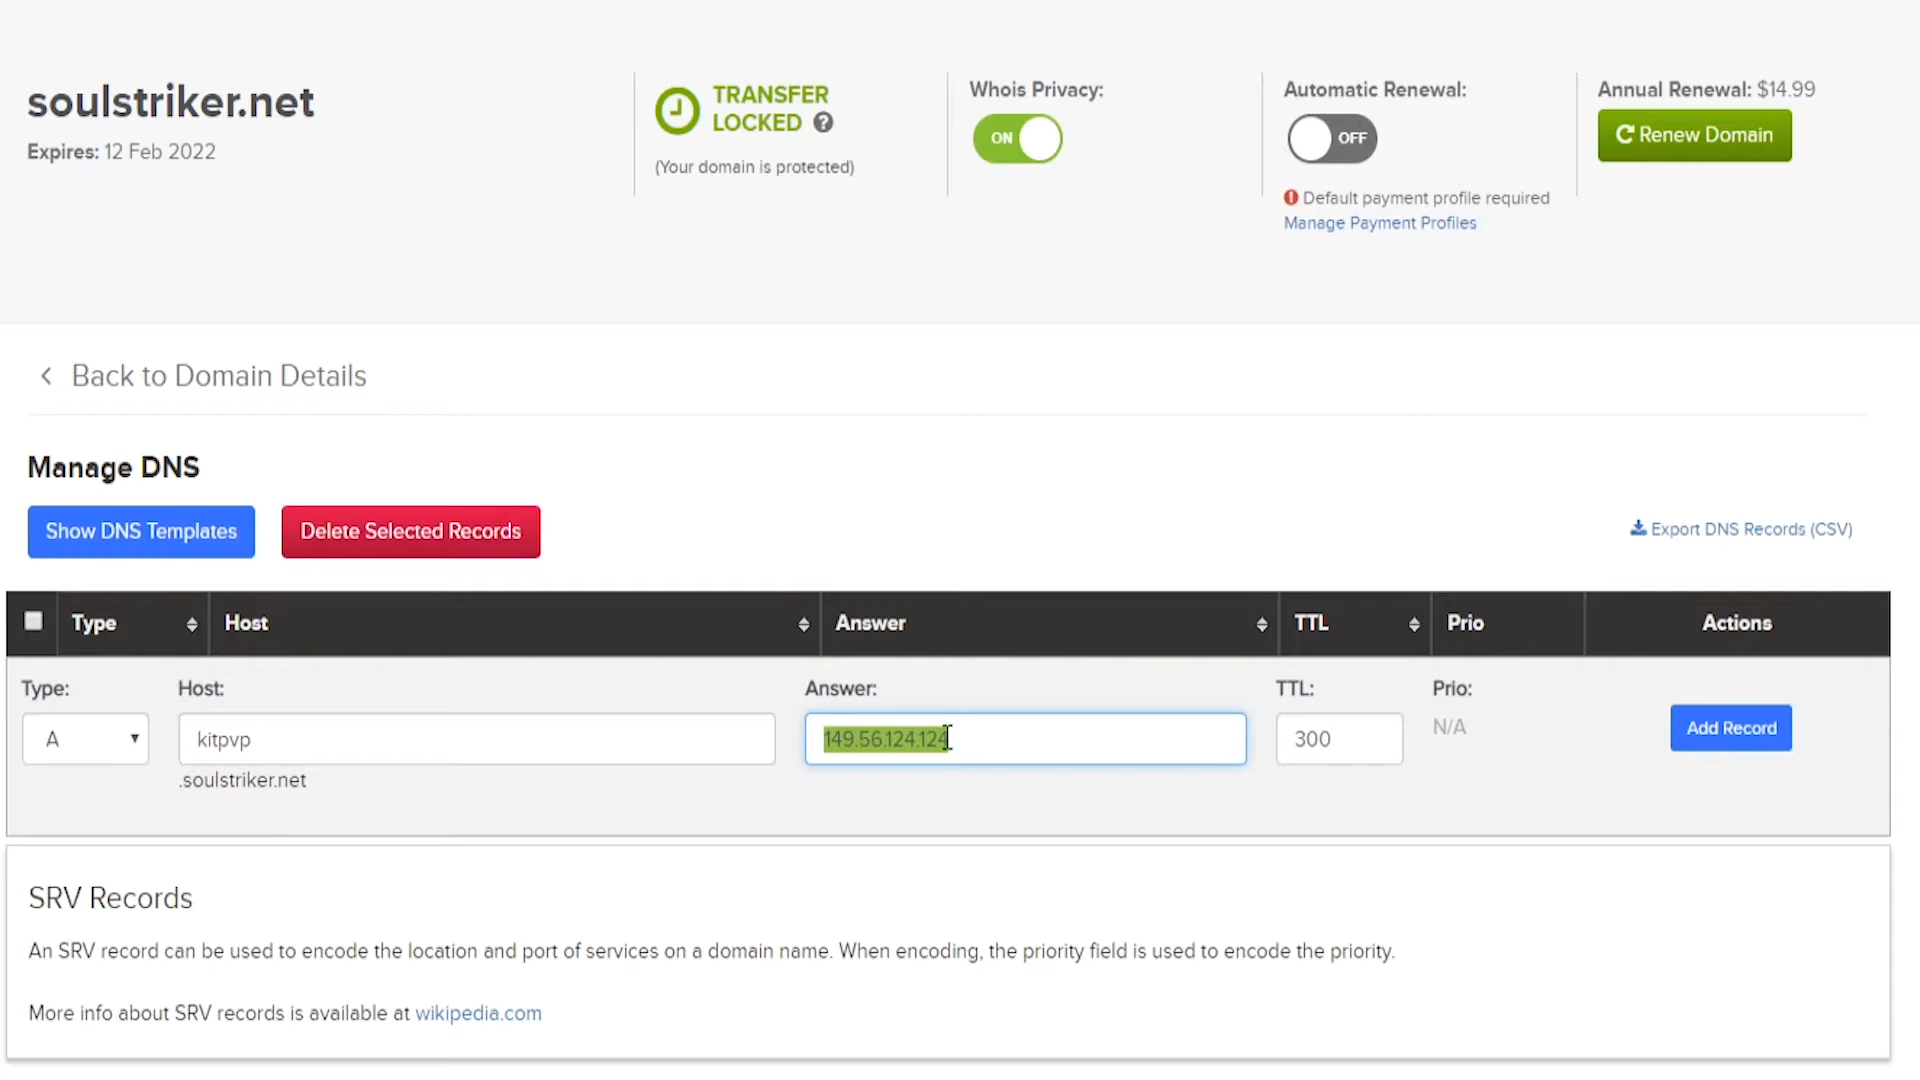 soulstriker.net
Expires: 12 Feb 2022
TRANSFER
LOCKED
(Your domain is protected)
Whois Privacy:
ON
Automatic Renewal:
OFF
Default payment profile required
Manage Payment Profiles
Annual Renewal: $14.99
Renew Domain
Back to Domain Details
Manage DNS
Show DNS Templates
Delete Selected Records
Export DNS Records (CSV)
Type Host Answer TTL Prio Actions
Type: Host: Answer: TTL: Prio:
A kitpvp 149.56.124.124 300 N/A Add Record
.soulstriker.net
SRV Records
An SRV record can be used to encode the location and port of services on a domain name. When encoding, the priority field is used to encode the priority.
More info about SRV records is available at wikipedia.com